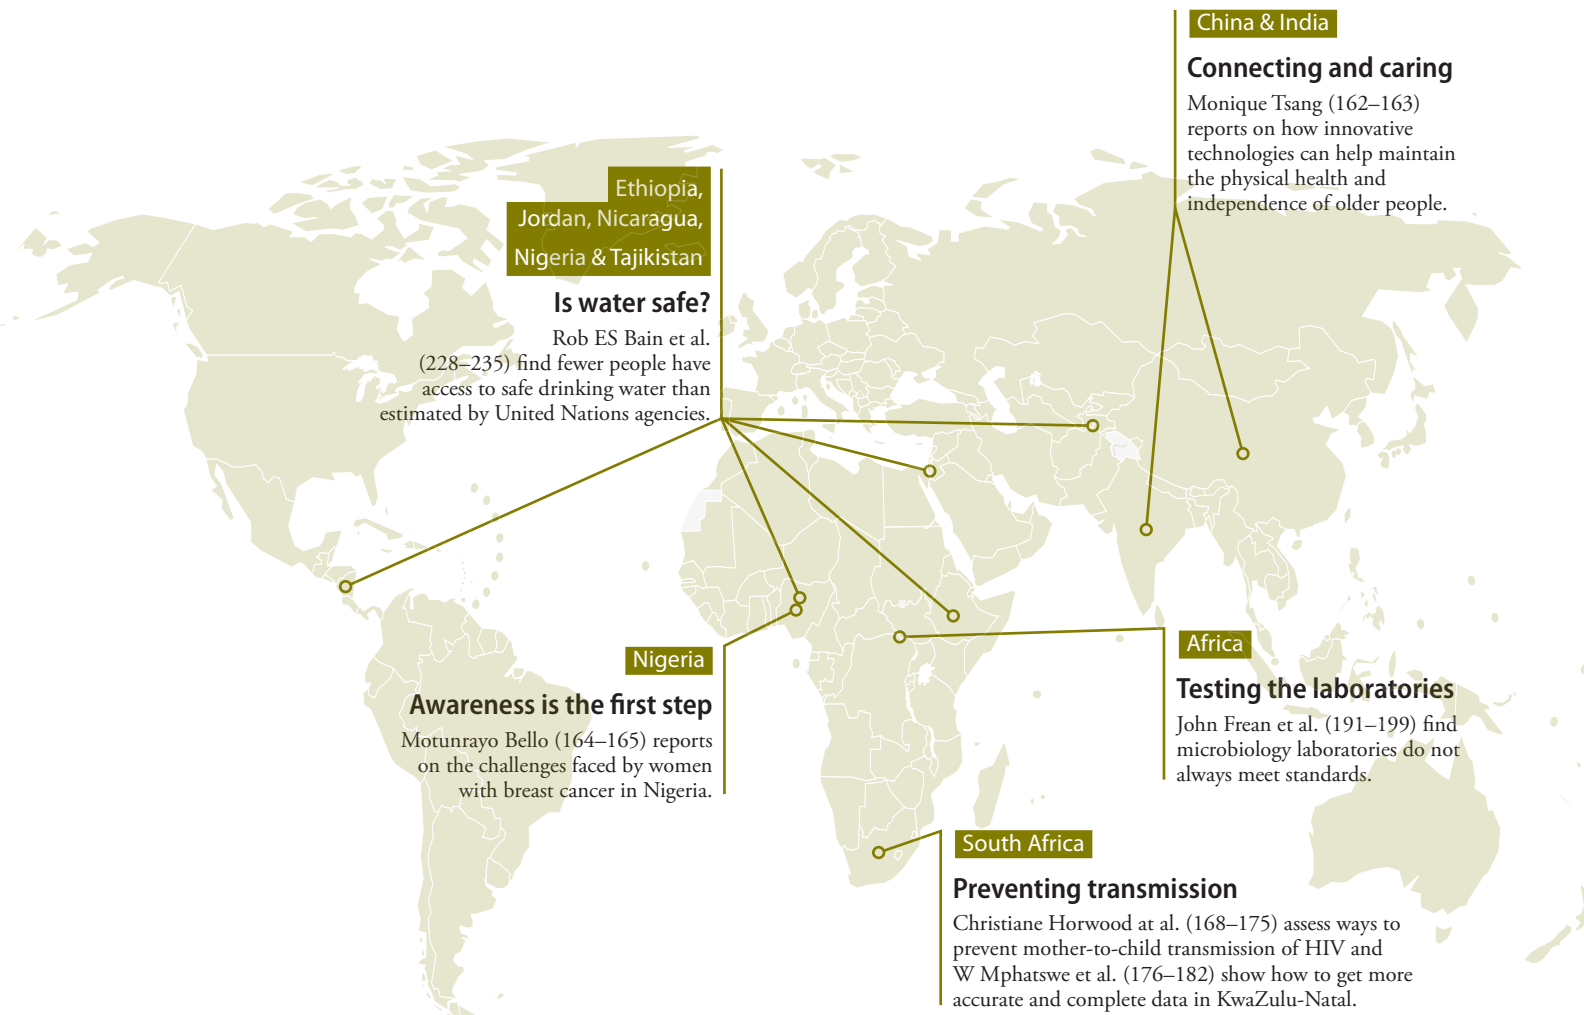 China & India
Connecting and caring
Monique Tsang (162–163)
reports on how innovative
technologies can help maintain
the physical health and
independence of older people.
Ethiopia,
Jordan, Nicaragua,
Nigeria & Tajikistan
Is water safe?
Rob ES Bain et al.
(228–235) find fewer people have
access to safe drinking water than
estimated by United Nations agencies.
Nigeria
Awareness is the first step
Motunrayo Bello (164–165) reports
on the challenges faced by women
with breast cancer in Nigeria.
Africa
Testing the laboratories
John Frean et al. (191–199) find
microbiology laboratories do not
always meet standards.
South Africa
Preventing transmission
Christiane Horwood at al. (168–175) assess ways to
prevent mother-to-child transmission of HIV and
W Mphatswe et al. (176–182) show how to get more
accurate and complete data in KwaZulu-Natal.